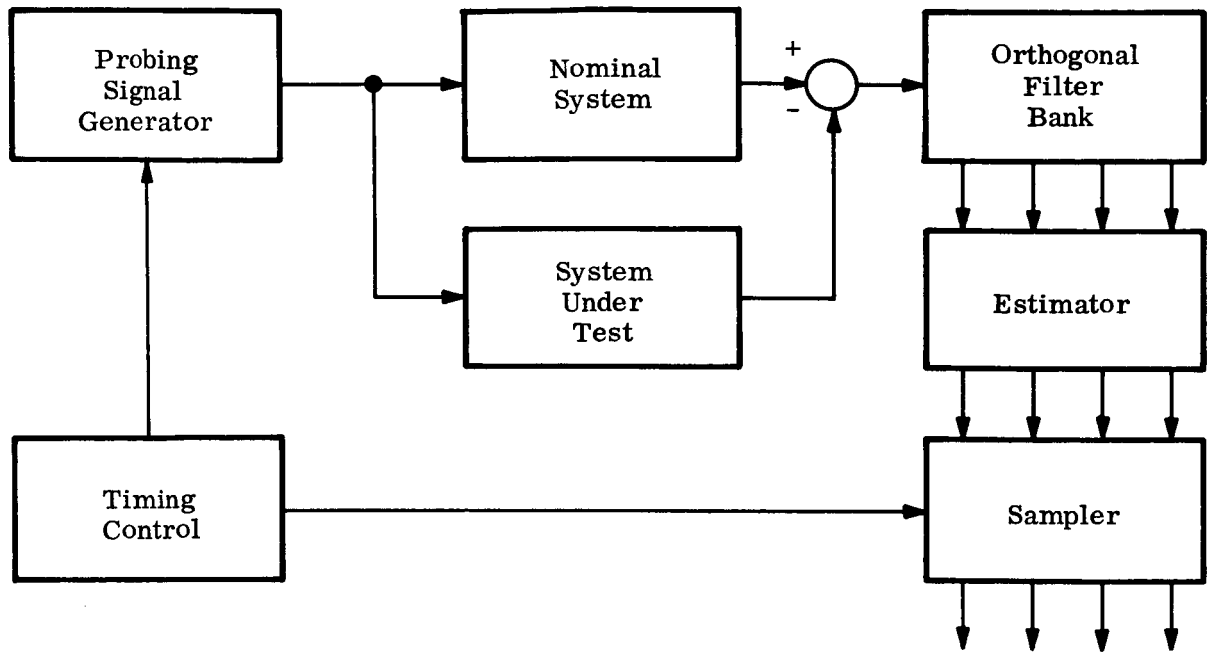 Probing
Signal
Generator
Nominal
System
+
-
Orthogonal
Filter
Bank
System
Under
Test
Estimator
Timing
Control
Sampler